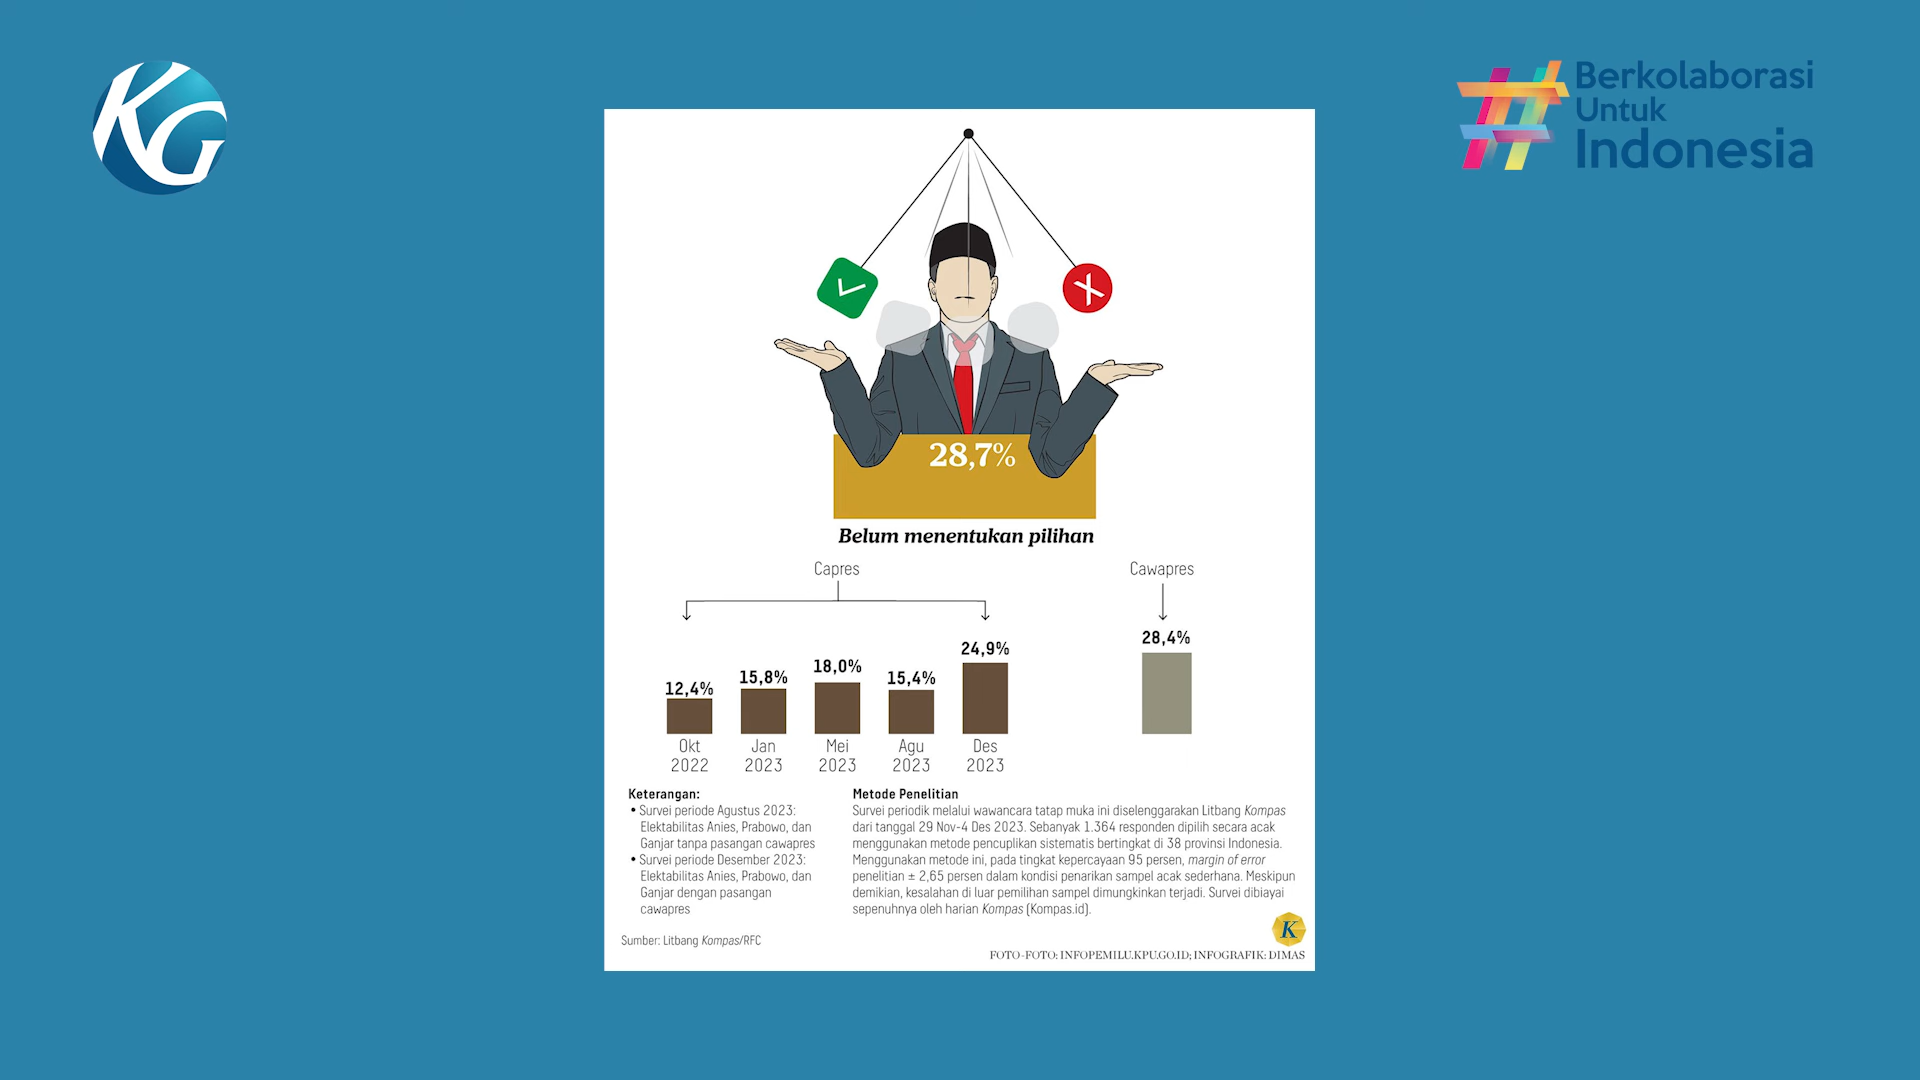 KG
Berkolaborasi
Untuk
Indonesia
28,7%
Belum menentukan pilihan
Capres
Cawapres
12,4%
15,8%
18,0%
15,4%
24,9%
28,4%
Okt
2022
Jan
2023
Mei
2023
Agu
2023
Des
2023
Keterangan:
• Survei periode Agustus 2023:
Elektabilitas Anies, Prabowo, dan
Ganjar tanpa pasangan cawapres
• Survei periode Desember 2023:
Elektabilitas Anies, Prabowo, dan
Ganjar dengan pasangan
cawapres
Metode Penelitian
Survei periodik melalui wawancara tatap muka ini diselenggarakan Litbang Kompas
dari tanggal 29 Nov-4 Des 2023. Sebanyak 1.364 responden dipilih secara acak
menggunakan metode pencuplikan sistematis bertingkat di 38 provinsi Indonesia.
Menggunakan metode ini, pada tingkat kepercayaan 95 persen, margin of error
penelitian ± 2,65 persen dalam kondisi penarikan sampel acak sederhana. Meskipun
demikian, kesalahan di luar pemilihan sampel dimungkinkan terjadi. Survei dibiayai
sepenuhnya oleh harian Kompas (Kompas.id).
K
Sumber: Litbang Kompas/RFC
FOTO-FOTO: INFOPEMILU.KPU.GO.ID; INFOGRAFIK: DIMAS